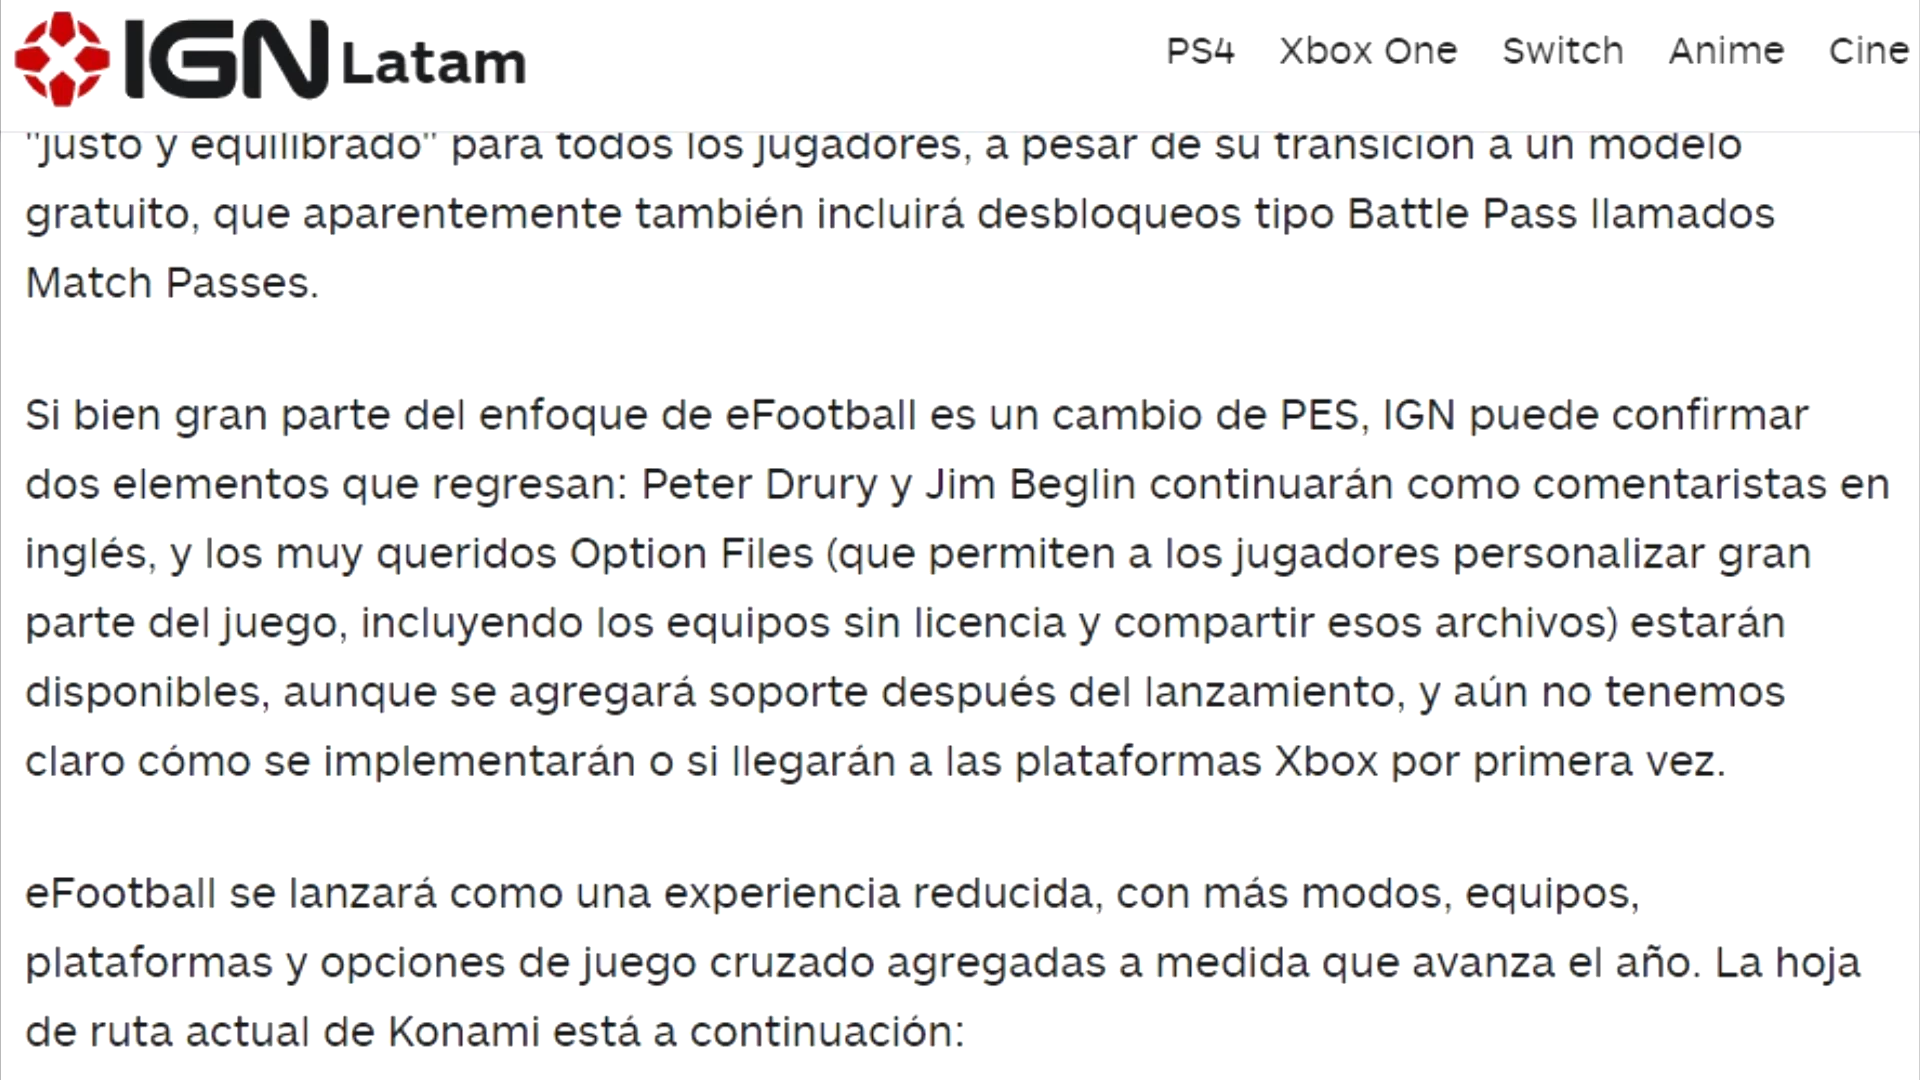 IGN Latam
PS4 Xbox One Switch Anime Cine
"justo y equilibrado" para todos los jugadores, a pesar de su transición a un modelo
gratuito, que aparentemente también incluirá desbloqueos tipo Battle Pass llamados
Match Passes.
Si bien gran parte del enfoque de eFootball es un cambio de PES, IGN puede confirmar
dos elementos que regresan: Peter Drury y Jim Beglin continuarán como comentaristas en
inglés, y los muy queridos Option Files (que permiten a los jugadores personalizar gran
parte del juego, incluyendo los equipos sin licencia y compartir esos archivos) estarán
disponibles, aunque se agregará soporte después del lanzamiento, y aún no tenemos
claro cómo se implementarán o si llegarán a las plataformas Xbox por primera vez.
eFootball se lanzará como una experiencia reducida, con más modos, equipos,
plataformas y opciones de juego cruzado agregadas a medida que avanza el año. La hoja
de ruta actual de Konami está a continuación: